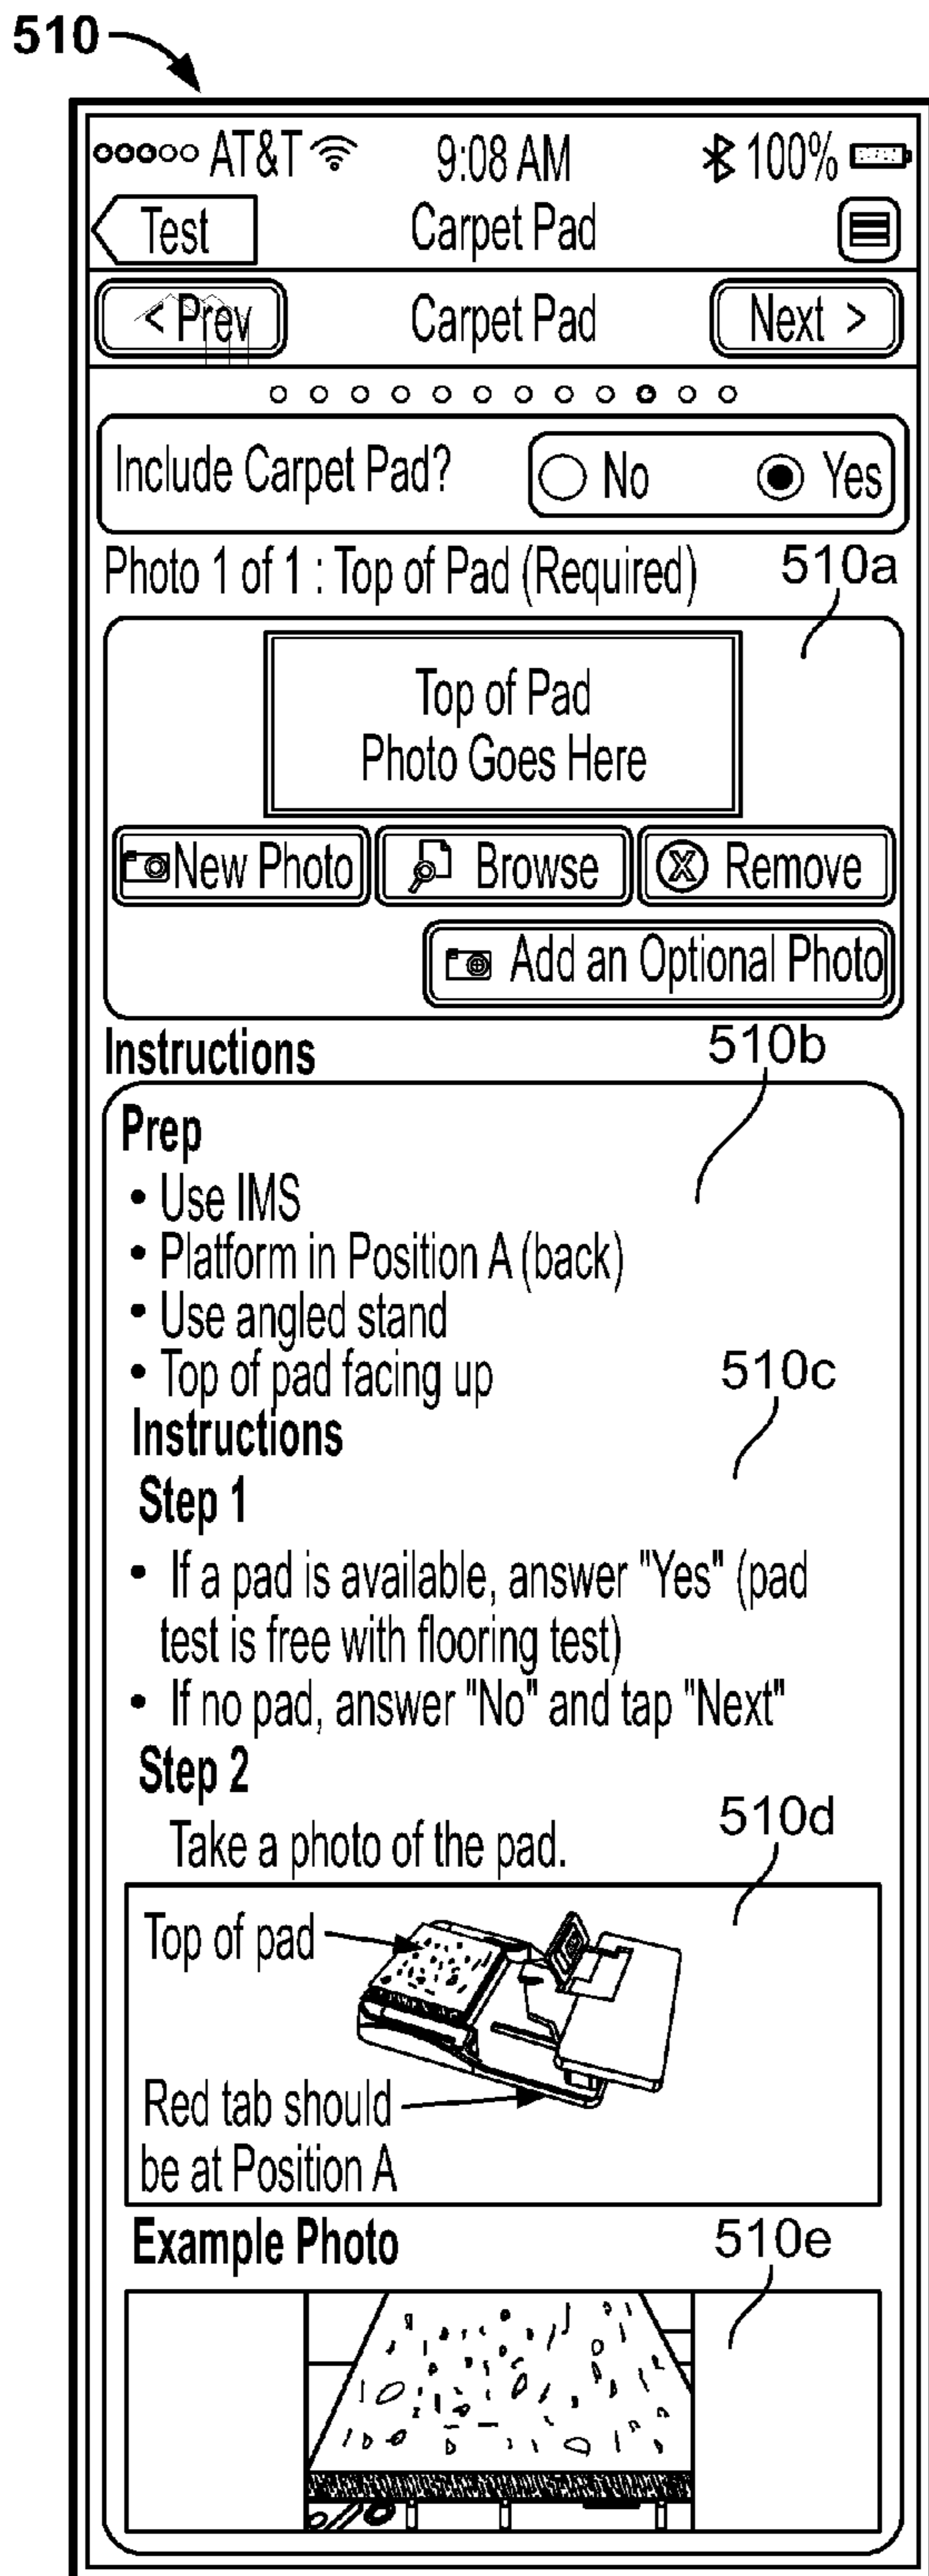 510
AT&T 9:08 AM 100%
Test Carpet Pad
< Prev Carpet Pad Next >
Include Carpet Pad? No Yes
Photo 1 of 1 : Top of Pad (Required) 510a
Top of Pad
Photo Goes Here
New Photo Browse X Remove
Add an Optional Photo
Instructions 510b
Prep
• Use IMS
• Platform in Position A (back)
• Use angled stand
• Top of pad facing up 510c
Instructions
Step 1
• If a pad is available, answer "Yes" (pad
test is free with flooring test)
• If no pad, answer "No" and tap "Next"
Step 2
Take a photo of the pad. 510d
Top of pad
Red tab should
be at Position A
Example Photo 510e